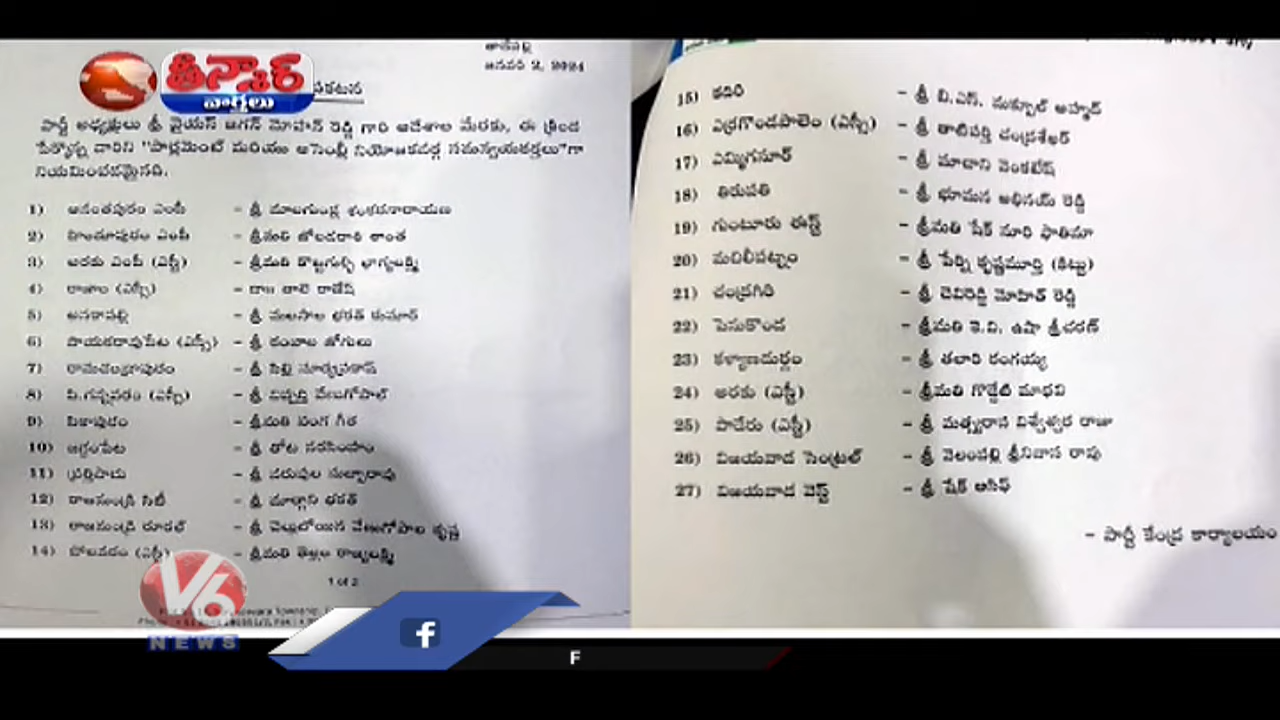 తీన్మార్
వార్తలు
జనవరి 2, 2024
పార్టీ అధ్యక్షులు శ్రీ వైయస్ జగన్ మోహన్ రెడ్డి గారి ఆదేశాల మేరకు, ఈ క్రింద
పేర్కొన్న వారిని "పార్లమెంట్ మరియు అసెంబ్లీ నియోజకవర్గ సమన్వయకర్తలు"గా
నియమించడమైనది.
1) అనంతపురం ఎంపీ – శ్రీ మాలగుండ్ల శంకరనారాయణ
2) హిందూపురం ఎంపీ – శ్రీమతి జోలదరాశి శాంత
3) అరకు ఎంపీ (ఎస్టీ) – శ్రీమతి కొట్టగుళ్ళి భాగ్యలక్ష్మి
4) రాజాం (ఎస్సీ) – డాః తాలె రాజేష్
5) అనకాపల్లి – శ్రీ మలసాల భరత్ కుమార్
6) పాయకరావుపేట (ఎస్సీ) – శ్రీ కంబాల జోగులు
7) రామచంద్రాపురం – శ్రీ పిల్లి సూర్యప్రకాష్
8) పి.గన్నవరం (ఎస్సీ) – శ్రీ విప్పర్తి వేణుగోపాల్
9) పిఠాపురం – శ్రీమతి వంగ గీత
10) జగ్గంపేట – శ్రీ తోట నరసింహం
11) ప్రత్తిపాడు – శ్రీ వరుపుల సుబ్బారావు
12) రాజమండ్రి సిటీ – శ్రీ మార్గాని భరత్
13) రాజమండ్రి రూరల్ – శ్రీ చెల్లుబోయిన వేణుగోపాల కృష్ణ
14) పోలవరం (ఎస్టీ) – శ్రీమతి తెల్లం రాజ్యలక్ష్మి
1 of 2
15) కదిరి – శ్రీ బి.ఎస్. మక్బూల్ అహ్మద్
16) ఎర్రగొండపాలెం (ఎస్సీ) – శ్రీ తాటిపర్తి చంద్రశేఖర్
17) ఎమ్మిగనూర్ – శ్రీ మాచాని వెంకటేష్
18) తిరుపతి – శ్రీ భూమన అభినయ్ రెడ్డి
19) గుంటూరు ఈస్ట్ – శ్రీమతి షేక్ నూరి ఫాతిమా
20) మచిలీపట్నం – శ్రీ పేర్ని కృష్ణమూర్తి (కిట్టు)
21) చంద్రగిరి – శ్రీ చెవిరెడ్డి మోహిత్ రెడ్డి
22) పెనుకొండ – శ్రీమతి కె.వి. ఉషా శ్రీచరణ్
23) కళ్యాణదుర్గం – శ్రీ తలారి రంగయ్య
24) అరకు (ఎస్టీ) – శ్రీమతి గొడ్డేటి మాధవి
25) పాడేరు (ఎస్టీ) – శ్రీ మత్స్యరాస విశ్వేశ్వర రాజు
26) విజయవాడ సెంట్రల్ – శ్రీ వెలంపల్లి శ్రీనివాస రావు
27) విజయవాడ వెస్ట్ – శ్రీ షేక్ ఆసిఫ్
– పార్టీ కేంద్ర కార్యాలయం
V6
NEWS
f
F